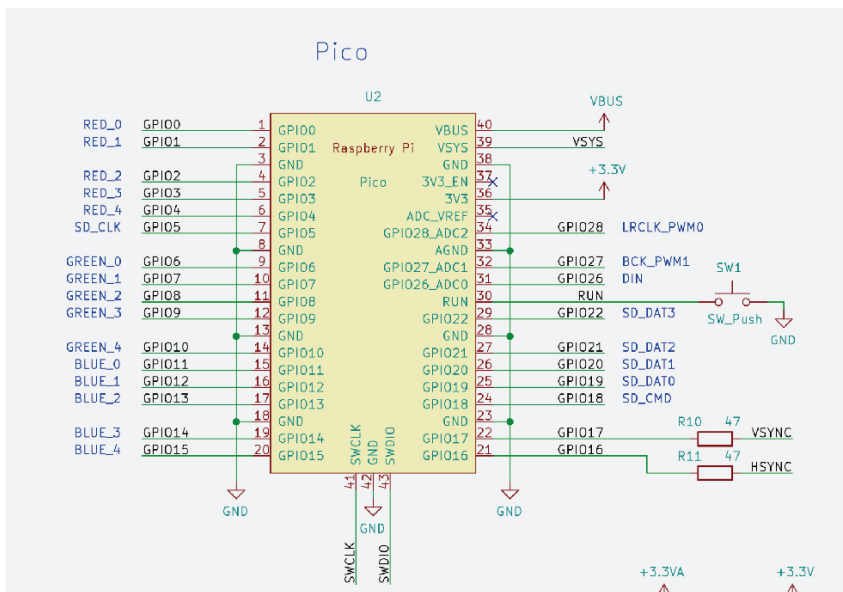 Pico
U2
VBUS
RED_0 GPIO0 1 GPIO0 VBUS 40
RED_1 GPIO1 2 GPIO1 Raspberry Pi VSYS 39 VSYS
3 GND GND 38
RED_2 GPIO2 4 GPIO2 Pico 3V3_EN 37 +3.3V
RED_3 GPIO3 5 GPIO3 3V3 36
RED_4 GPIO4 6 GPIO4 ADC_VREF 35
SD_CLK GPIO5 7 GPIO5 GPIO28_ADC2 34 GPIO28 LRCLK_PWM0
8 GND AGND 33
GREEN_0 GPIO6 9 GPIO6 GPIO27_ADC1 32 GPIO27 BCK_PWM1
GREEN_1 GPIO7 10 GPIO7 GPIO26_ADC0 31 GPIO26 DIN SW1
GREEN_2 GPIO8 11 GPIO8 RUN 30 RUN
GREEN_3 GPIO9 12 GPIO9 GPIO22 29 GPIO22 SD_DAT3 SW_Push
13 GND GND 28 GND
GREEN_4 GPIO10 14 GPIO10 GPIO21 27 GPIO21 SD_DAT2
BLUE_0 GPIO11 15 GPIO11 GPIO20 26 GPIO20 SD_DAT1
BLUE_1 GPIO12 16 GPIO12 GPIO19 25 GPIO19 SD_DAT0
BLUE_2 GPIO13 17 GPIO13 GPIO18 24 GPIO18 SD_CMD
18 GND GND 23 R10 47
BLUE_3 GPIO14 19 GPIO14 GPIO17 22 GPIO17 VSYNC
BLUE_4 GPIO15 20 GPIO15 GPIO16 21 GPIO16 R11 47 HSYNC
SWCLK GND SWDIO
41 42 43
GND GND GND
SWCLK SWDIO
+3.3VA +3.3V